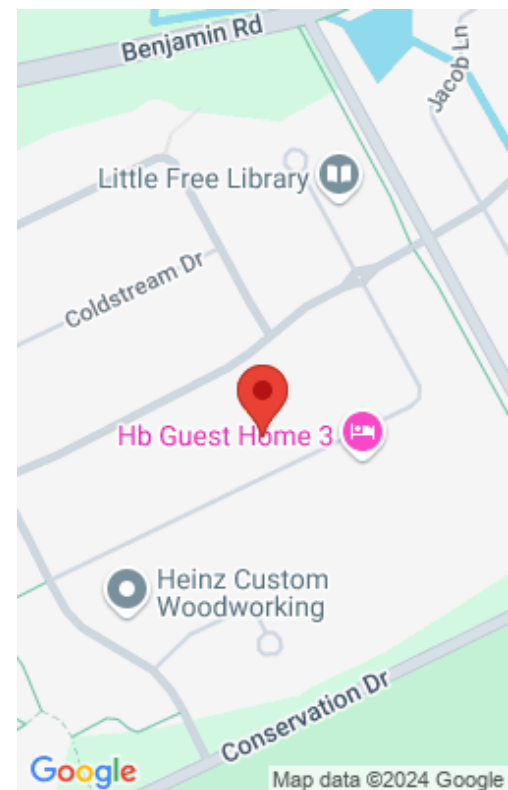 Benjamin Rd
Jacob Ln
Little Free Library
Coldstream Dr
Hb Guest Home 3
Heinz Custom
Woodworking
Conservation Dr
Google
Map data ©2024 Google